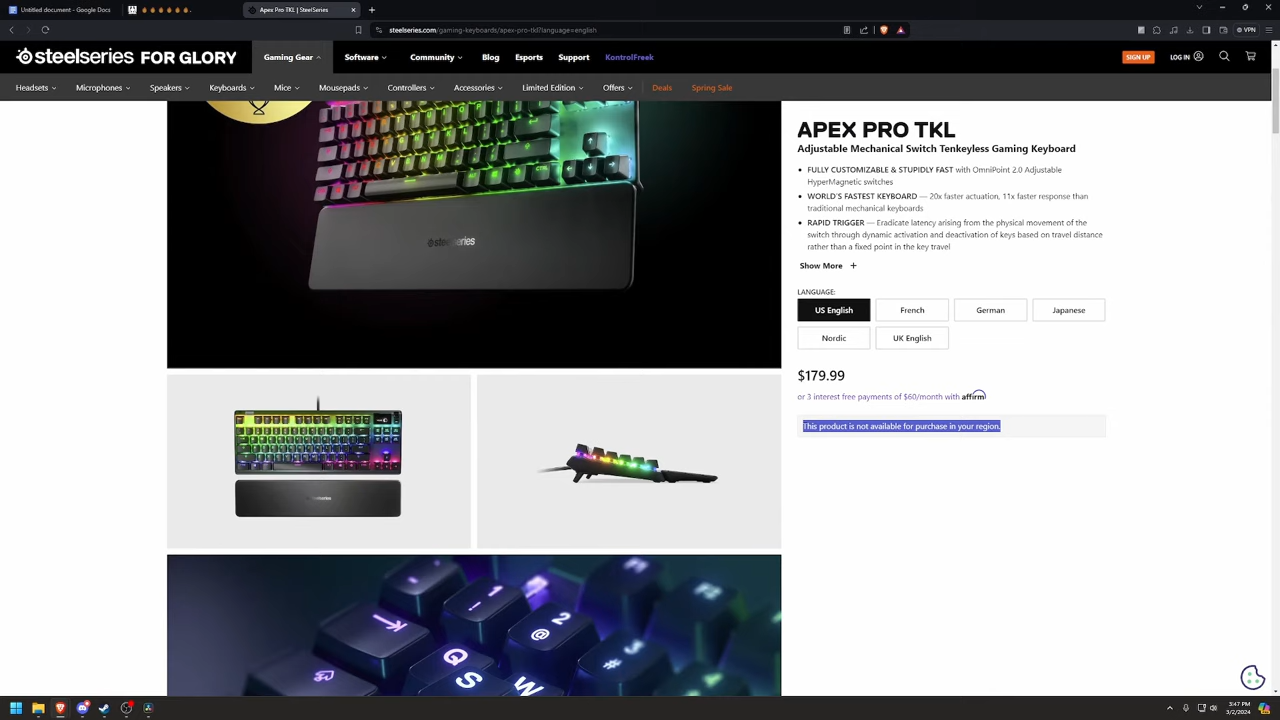 Untitled document - Google Docs
Apex Pro TKL | SteelSeries
steelseries.com/gaming-keyboards/apex-pro-tkl?language=english
VPN
steelseries FOR GLORY
Gaming Gear
Software
Community
Blog
Esports
Support
KontrolFreek
SIGN UP
LOG IN
Headsets
Microphones
Speakers
Keyboards
Mice
Mousepads
Controllers
Accessories
Limited Edition
Offers
Deals
Spring Sale
steelseries
APEX PRO TKL
Adjustable Mechanical Switch Tenkeyless Gaming Keyboard
• FULLY CUSTOMIZABLE & STUPIDLY FAST with OmniPoint 2.0 Adjustable
HyperMagnetic switches
• WORLD'S FASTEST KEYBOARD — 20x faster actuation, 11x faster response than
traditional mechanical keyboards
• RAPID TRIGGER — Eradicate latency arising from the physical movement of the
switch through dynamic activation and deactivation of keys based on travel distance
rather than a fixed point in the key travel
Show More +
LANGUAGE:
US English
French
German
Japanese
Nordic
UK English
$179.99
or 3 interest free payments of $60/month with affirm
This product is not available for purchase in your region.
1
2
@
#
Q
W
S
3:47 PM
3/2/2024